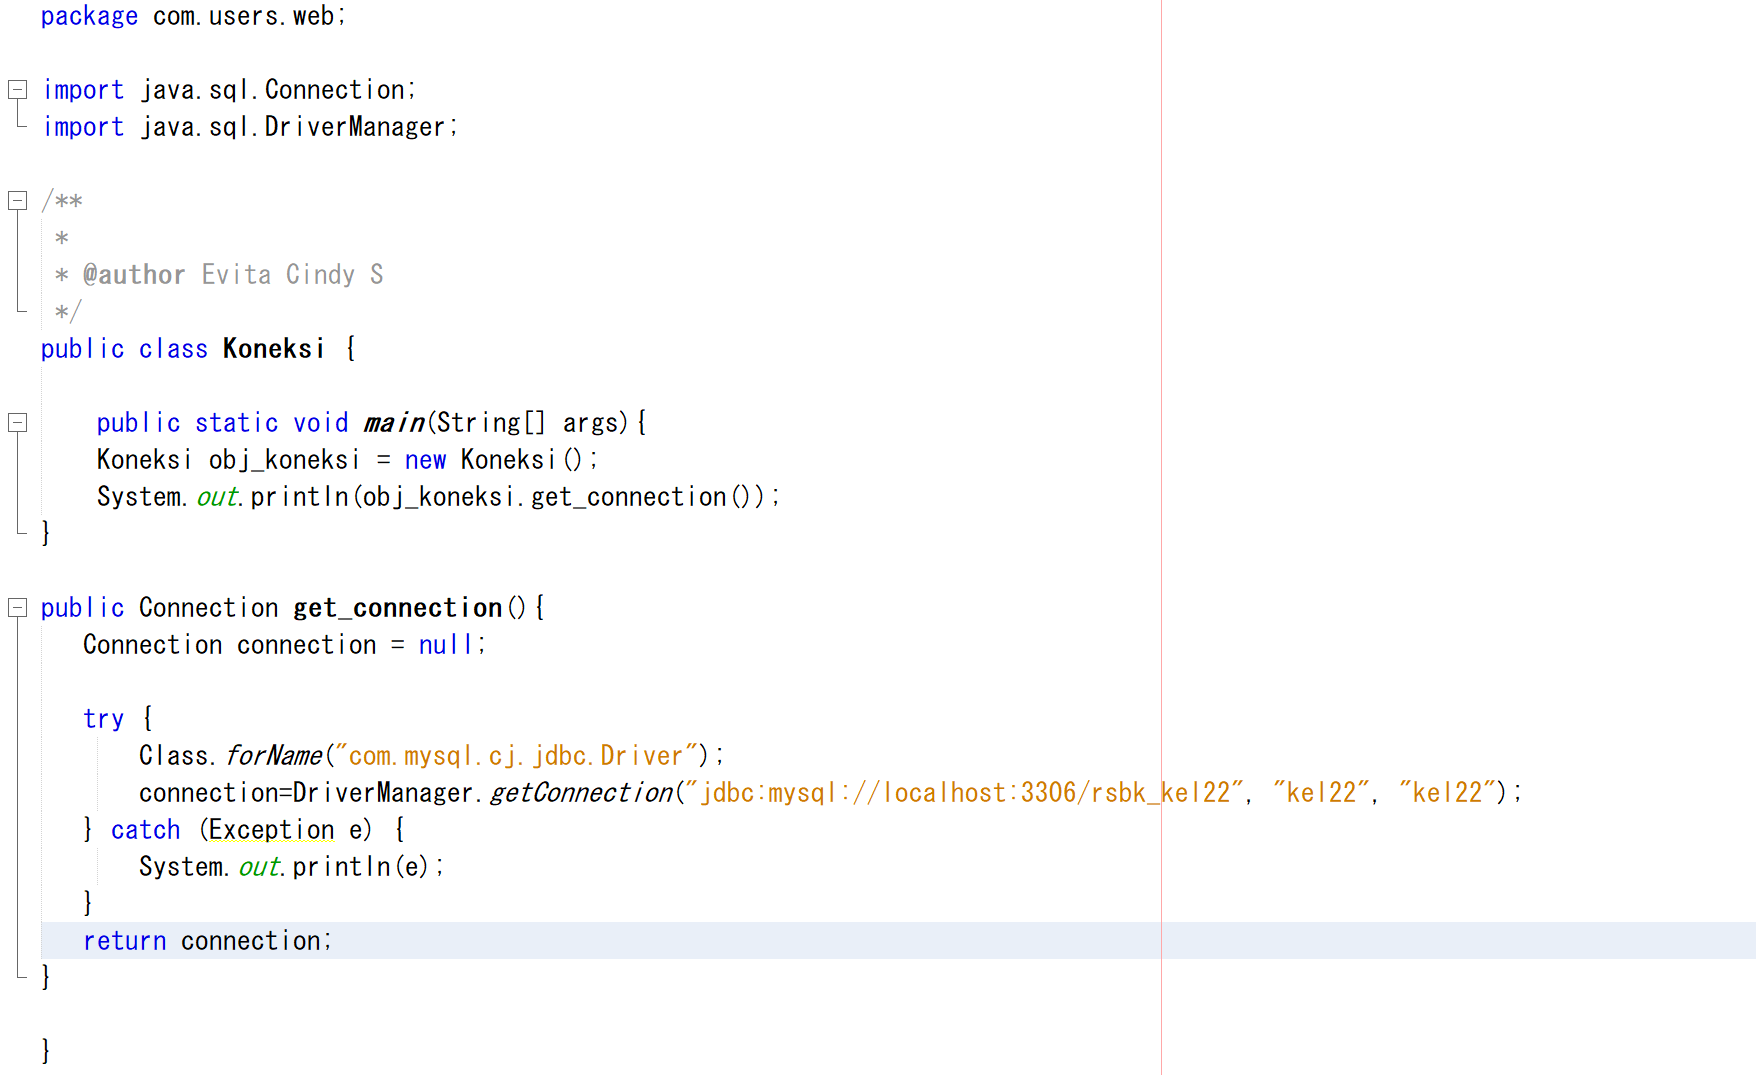 package com.users.web;
import java.sql.Connection;
import java.sql.DriverManager;
/**
 *
 * @author Evita Cindy S
 */
public class Koneksi {
    public static void main(String[] args){
    Koneksi obj_koneksi = new Koneksi();
    System.out.println(obj_koneksi.get_connection());
}
public Connection get_connection(){
   Connection connection = null;
   try {
       Class.forName("com.mysql.cj.jdbc.Driver");
       connection=DriverManager.getConnection("jdbc:mysql://localhost:3306/rsbk_kel22", "kel22", "kel22");
   } catch (Exception e) {
       System.out.println(e);
   }
   return connection;
}
}